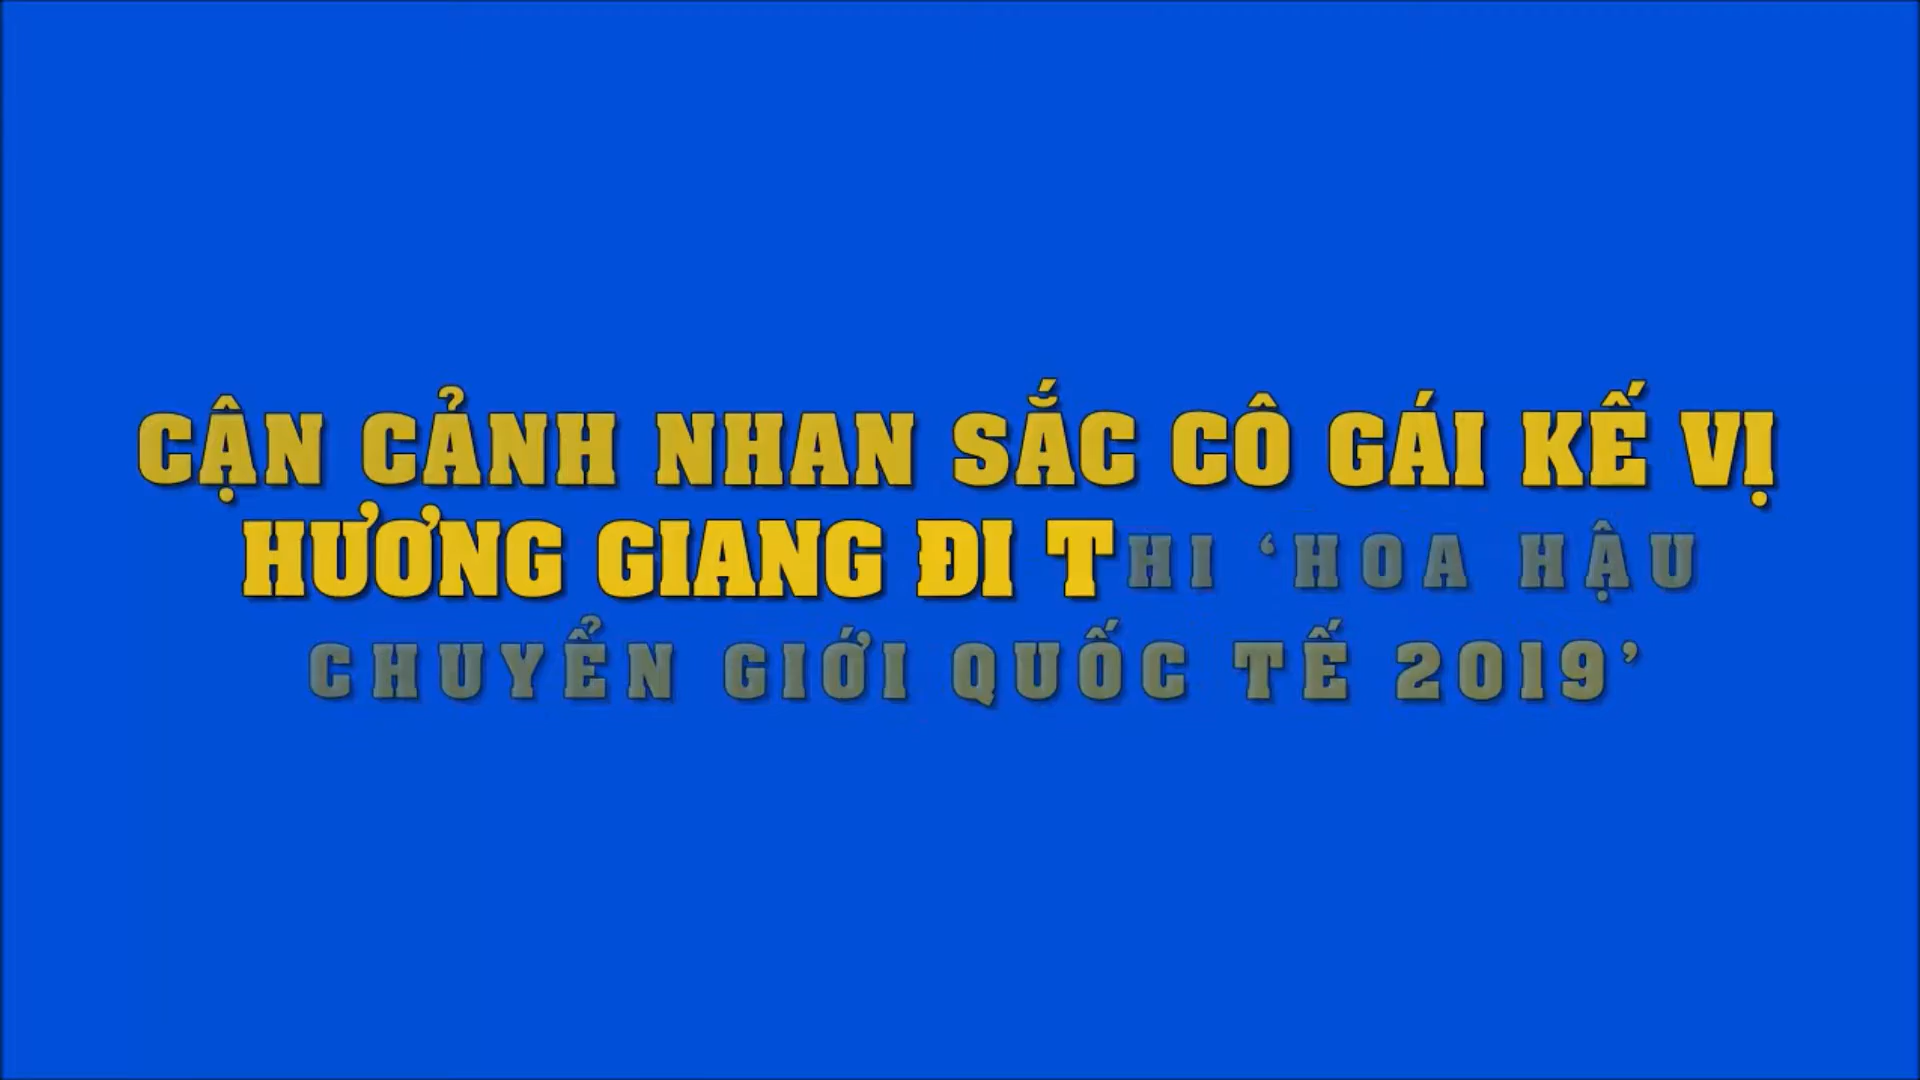 CẬN CẢNH NHAN SẮC CÔ GÁI KẾ VỊ
HƯƠNG GIANG ĐI THI ‘HOA HẬU
CHUYỂN GIỚI QUỐC TẾ 2019’